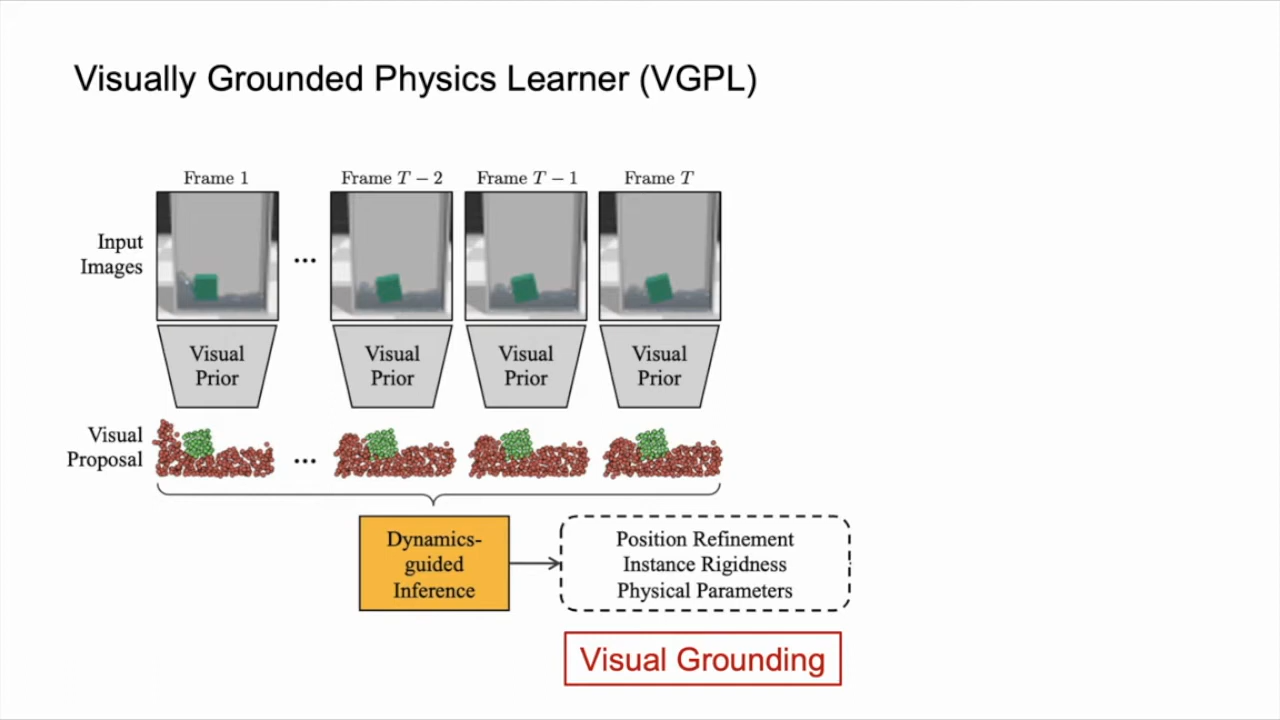 Visually Grounded Physics Learner (VGPL)
Frame 1
Frame T − 2
Frame T − 1
Frame T
Input
Images
...
Visual
Prior
Visual
Prior
Visual
Prior
Visual
Prior
Visual
Proposal
...
Dynamics-
guided
Inference
Position Refinement
Instance Rigidness
Physical Parameters
Visual Grounding